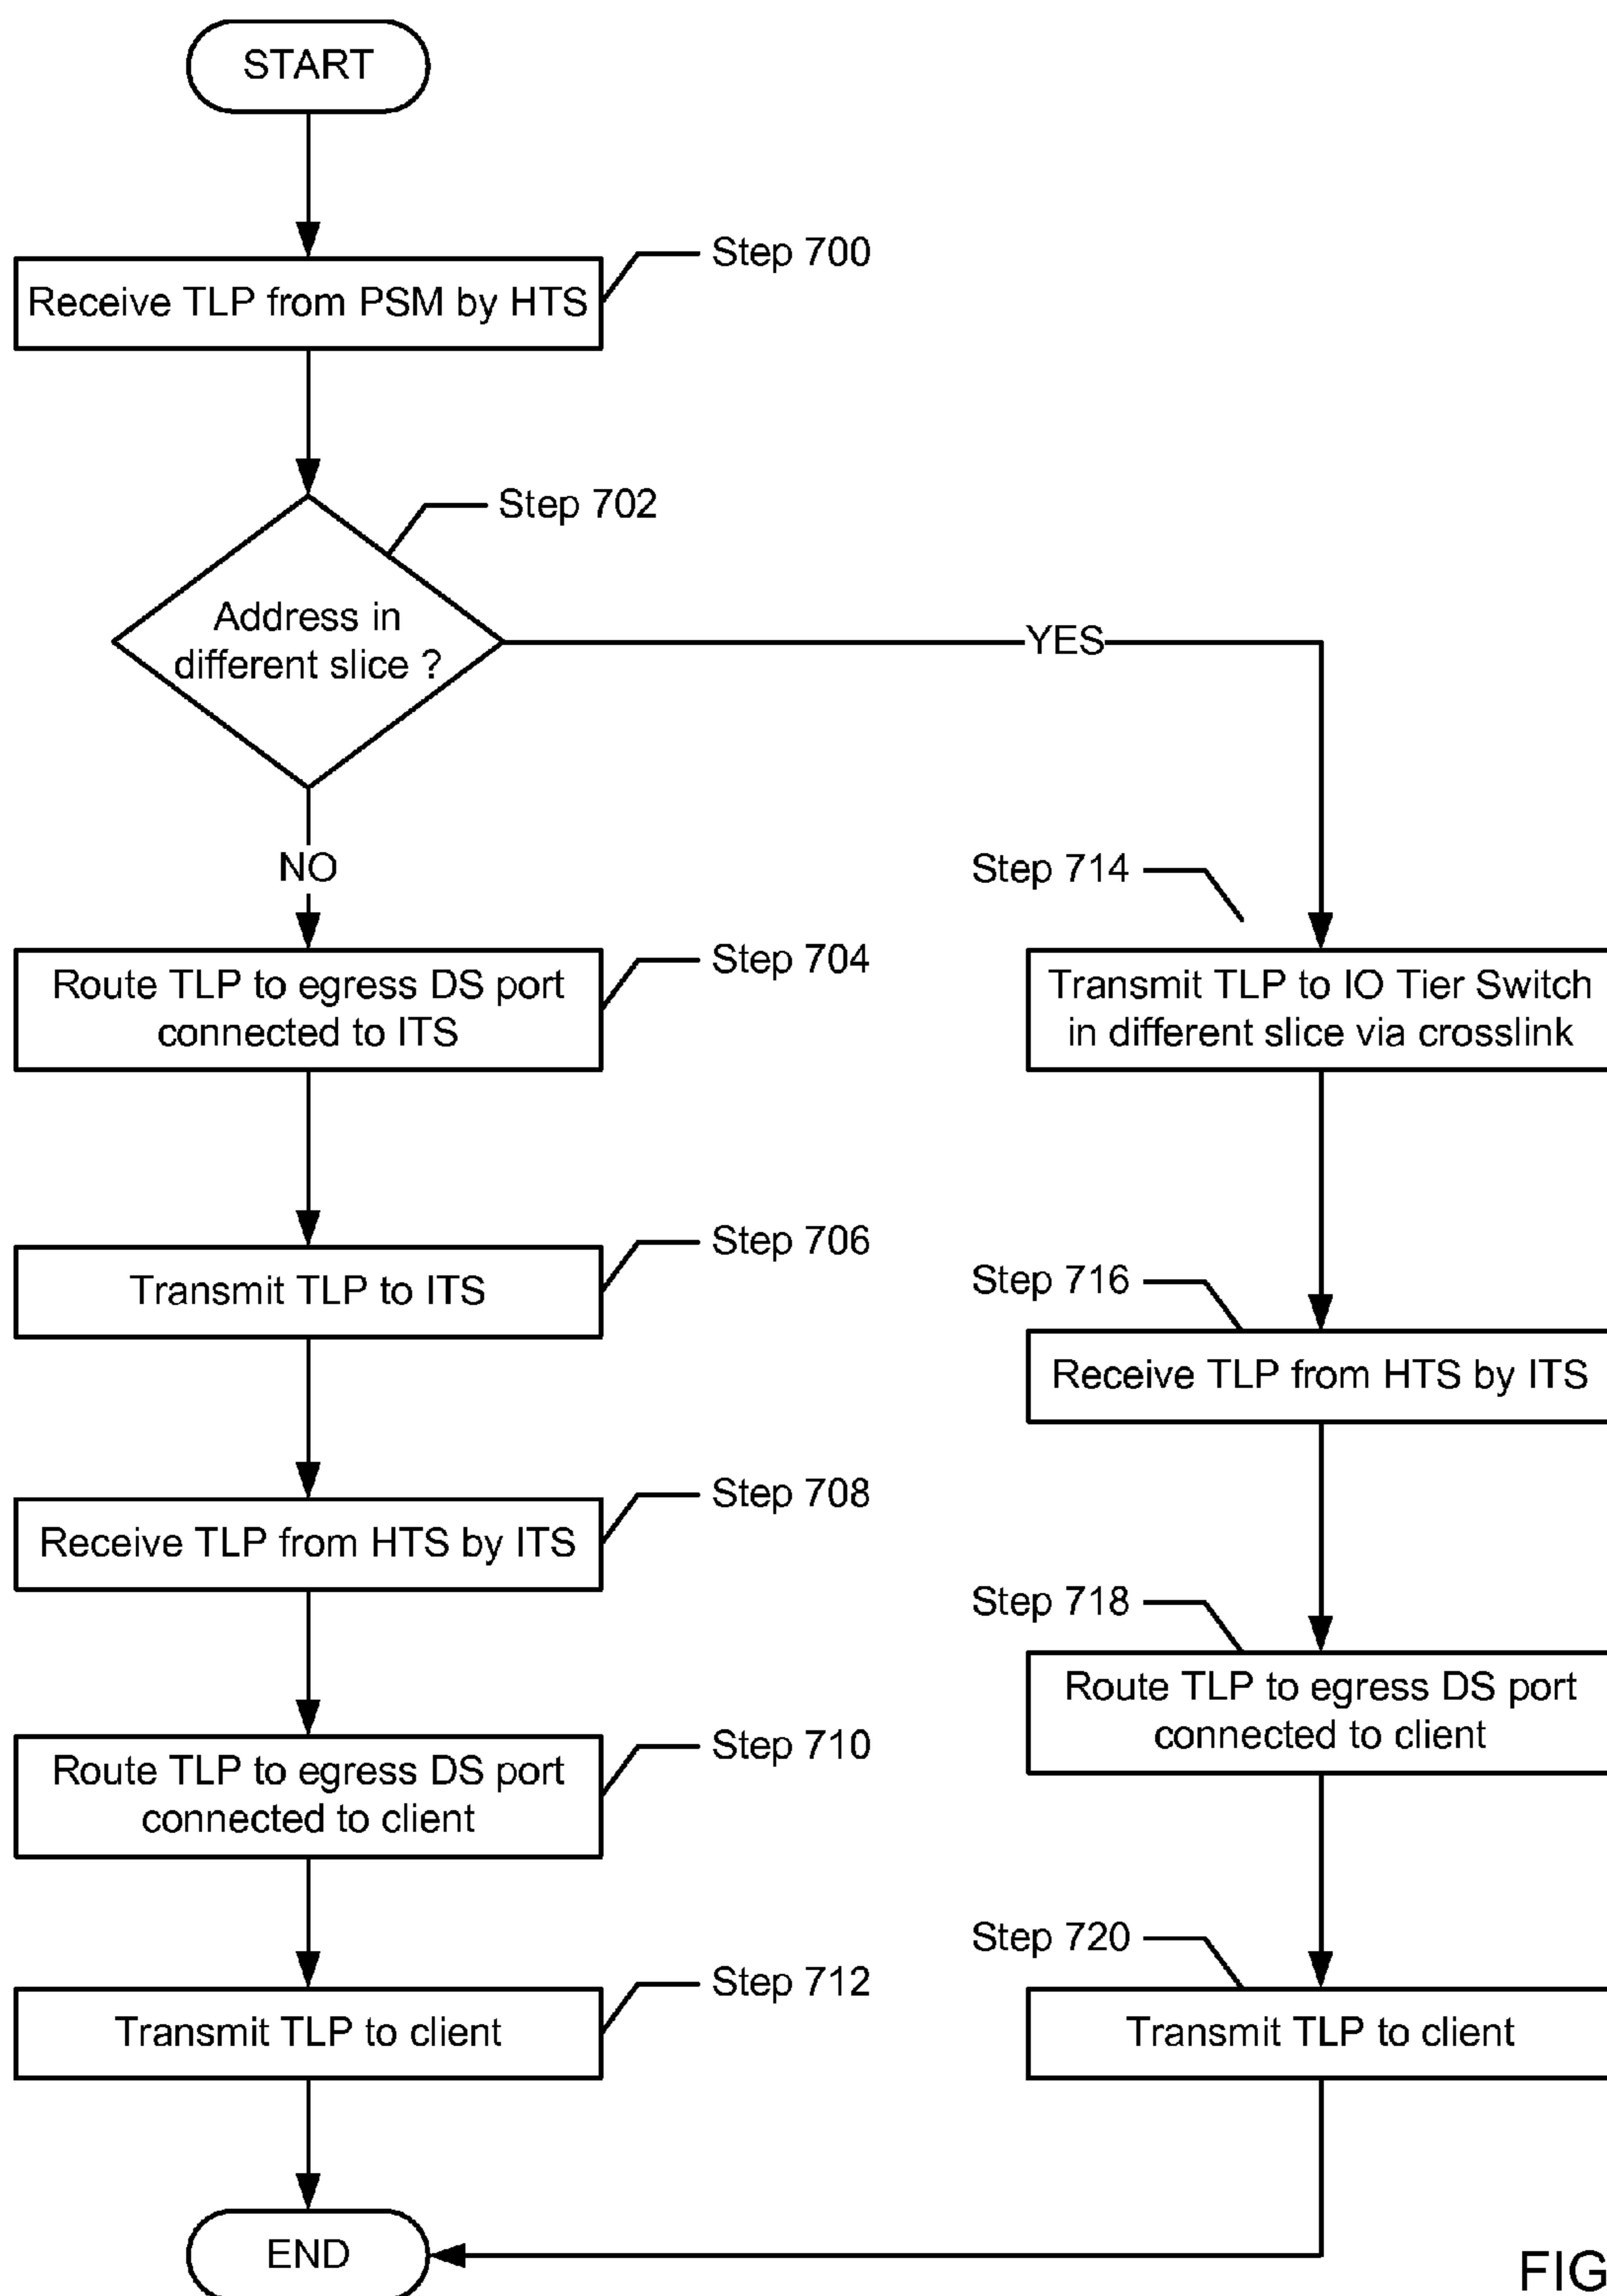 START
Step 700
Receive TLP from PSM by HTS
Step 702
Address in
different slice ?
YES
NO
Step 704
Route TLP to egress DS port
connected to ITS
Step 706
Transmit TLP to ITS
Step 708
Receive TLP from HTS by ITS
Step 710
Route TLP to egress DS port
connected to client
Step 712
Transmit TLP to client
Step 714
Transmit TLP to IO Tier Switch
in different slice via crosslink
Step 716
Receive TLP from HTS by ITS
Step 718
Route TLP to egress DS port
connected to client
Step 720
Transmit TLP to client
END
FIG